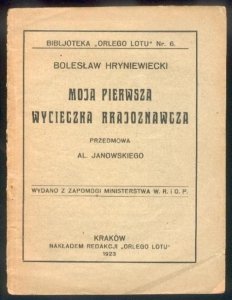 BIBLJOTEKA „ORLEGO LOTU" Nr. 6.
BOLESŁAW HRYNIEWIECKI
MOJA PIERWSZA
WYCIECZKA KRAJOZNAWCZA
PRZEDMOWA
AL. JANOWSKIEGO
WYDANO Z ZAPOMOGI MINISTERSTWA W. R. i O. P.
KRAKÓW
NAKŁADEM REDAKCJI „ORLEGO LOTU"
1923